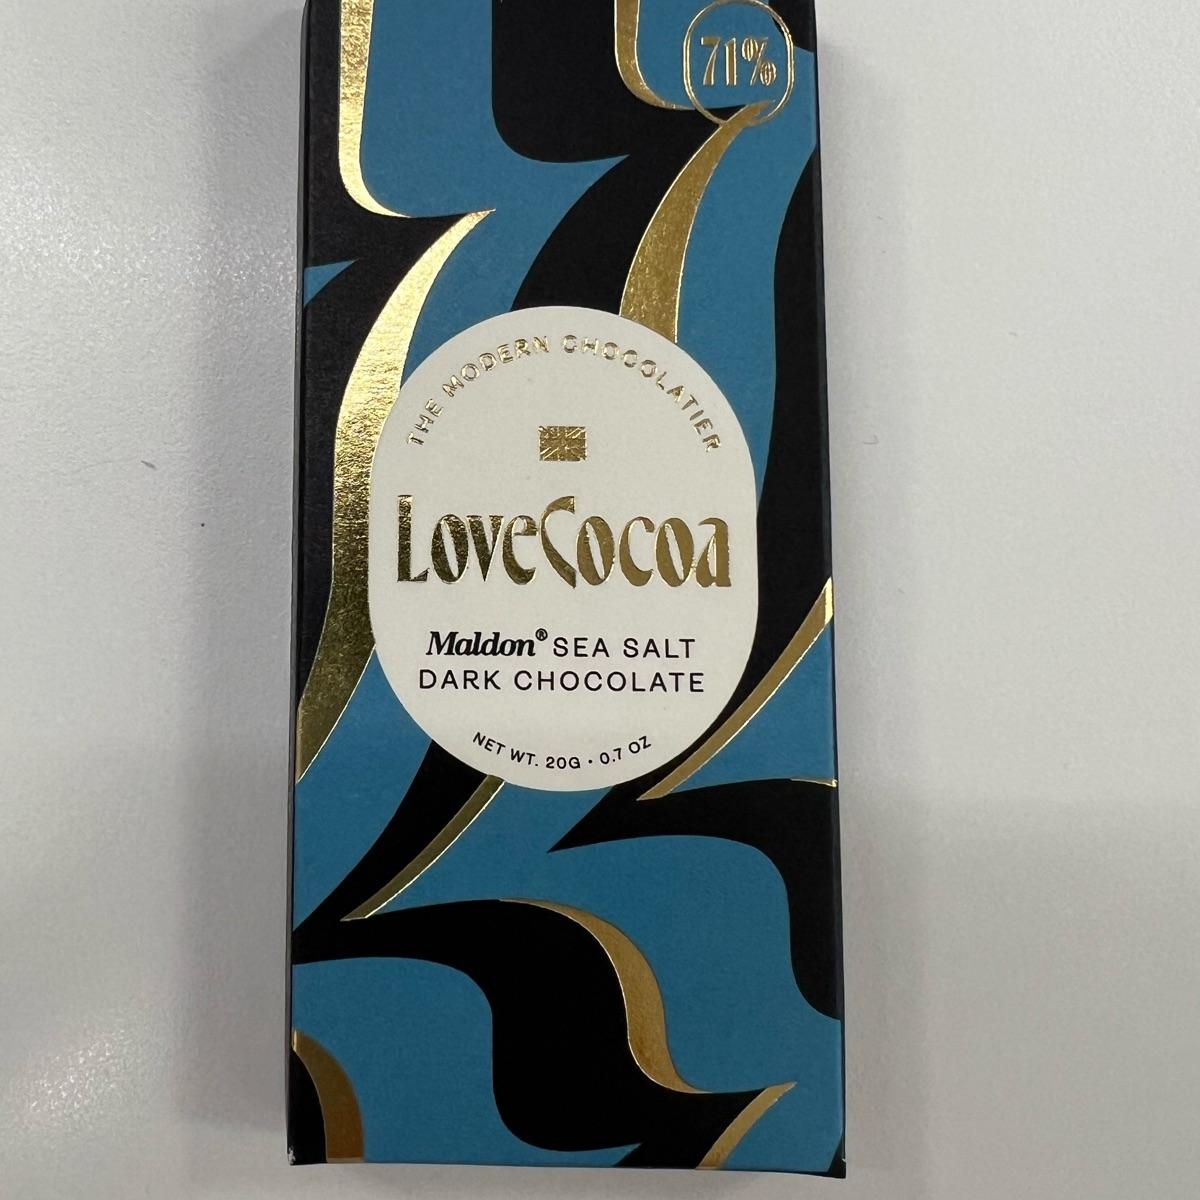 71%
THE MODERN CHOCOLATIER
LoveCocoa
Maldon® SEA SALT
DARK CHOCOLATE
NET WT. 20G • 0.7 OZ